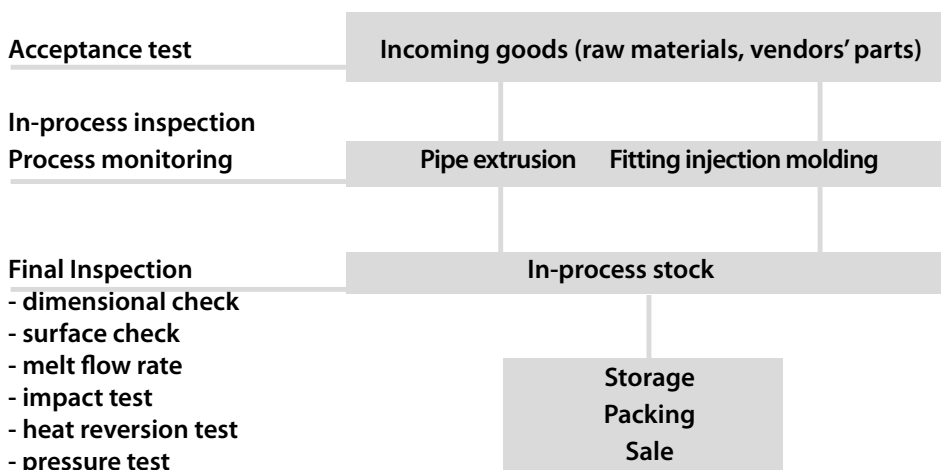 Acceptance test
Incoming goods (raw materials, vendors’ parts)
In-process inspection
Process monitoring
Pipe extrusion
Fitting injection molding
Final Inspection
In-process stock
- dimensional check
- surface check
- melt flow rate
- impact test
- heat reversion test
- pressure test
Storage
Packing
Sale